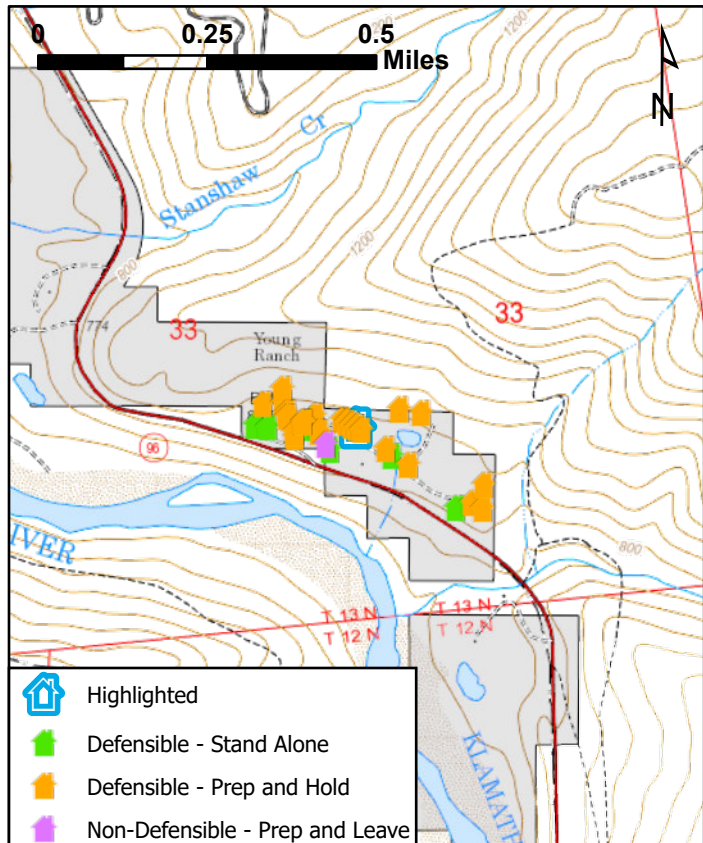 0 0.25 0.5
Miles
1200
1200
N
Stanshaw Cr
1200
800
33
33
774
Young
Ranch
96
IVER
800
T 13 N T 13 N
T 12 N T 12 N
KLAMATH
Highlighted
Defensible - Stand Alone
Defensible - Prep and Hold
Non-Defensible - Prep and Leave